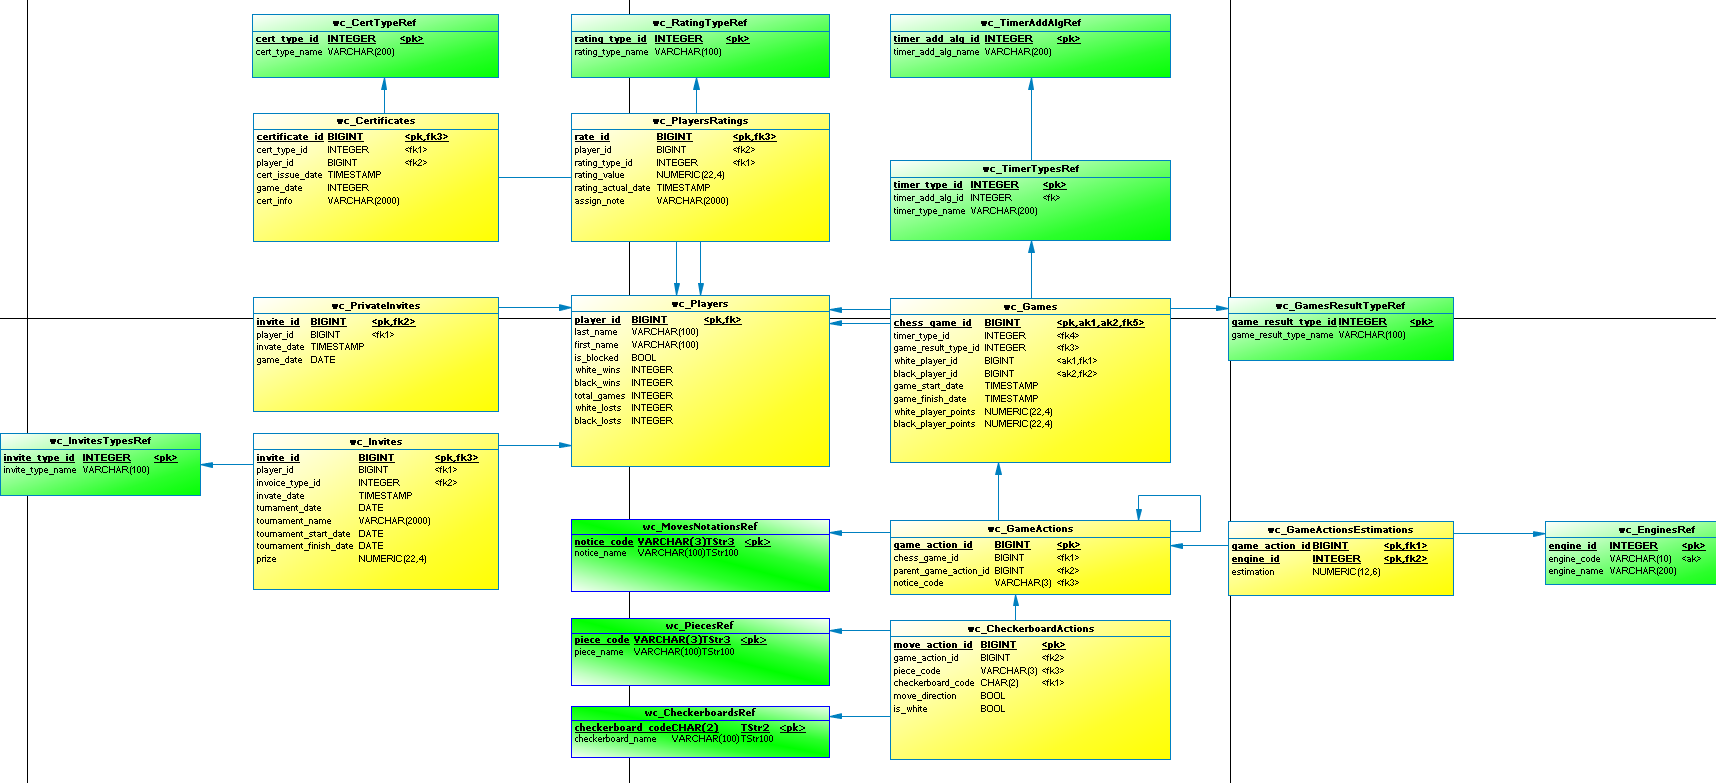 wc_CertTypeRef
cert_type_id INTEGER <pk>
cert_type_name VARCHAR(200)
wc_RatingTypeRef
rating_type_id INTEGER <pk>
rating_type_name VARCHAR(100)
wc_TimerAddAlgRef
timer_add_alg_id INTEGER <pk>
timer_add_alg_name VARCHAR(200)
wc_Certificates
certificate_id BIGINT <pk,fk3>
cert_type_id INTEGER <fk1>
player_id BIGINT <fk2>
cert_issue_date TIMESTAMP
game_date INTEGER
cert_info VARCHAR(2000)
wc_PlayersRatings
rate_id BIGINT <pk,fk3>
player_id BIGINT <fk2>
rating_type_id INTEGER <fk1>
rating_value NUMERIC(22,4)
rating_actual_date TIMESTAMP
assign_note VARCHAR(2000)
wc_TimerTypesRef
timer_type_id INTEGER <pk>
timer_add_alg_id INTEGER <fk>
timer_type_name VARCHAR(200)
wc_PrivateInvites
invite_id BIGINT <pk,fk2>
player_id BIGINT <fk1>
invate_date TIMESTAMP
game_date DATE
wc_Players
player_id BIGINT <pk,fk>
last_name VARCHAR(100)
first_name VARCHAR(100)
is_blocked BOOL
white_wins INTEGER
black_wins INTEGER
total_games INTEGER
white_losts INTEGER
black_losts INTEGER
wc_Games
chess_game_id BIGINT <pk,ak1,ak2,fk5>
timer_type_id INTEGER <fk4>
game_result_type_id INTEGER <fk3>
white_player_id BIGINT <ak1,fk1>
black_player_id BIGINT <ak2,fk2>
game_start_date TIMESTAMP
game_finish_date TIMESTAMP
white_player_points NUMERIC(22,4)
black_player_points NUMERIC(22,4)
wc_GamesResultTypeRef
game_result_type_id INTEGER <pk>
game_result_type_name VARCHAR(100)
wc_InvitesTypesRef
invite_type_id INTEGER <pk>
invite_type_name VARCHAR(100)
wc_Invites
invite_id BIGINT <pk,fk3>
player_id BIGINT <fk1>
invoice_type_id INTEGER <fk2>
invate_date TIMESTAMP
turnament_date DATE
tournament_name VARCHAR(2000)
tournament_start_date DATE
tournament_finish_date DATE
prize NUMERIC(22,4)
wc_MovesNotationsRef
notice_code VARCHAR(3)TStr3 <pk>
notice_name VARCHAR(100)TStr100
wc_GameActions
game_action_id BIGINT <pk>
chess_game_id BIGINT <fk1>
parent_game_action_id BIGINT <fk2>
notice_code VARCHAR(3) <fk3>
wc_GameActionsEstimations
game_action_id BIGINT <pk,fk1>
engine_id INTEGER <pk,fk2>
estimation NUMERIC(12,6)
wc_EnginesRef
engine_id INTEGER <pk>
engine_code VARCHAR(10) <ak>
engine_name VARCHAR(200)
wc_PiecesRef
piece_code VARCHAR(3)TStr3 <pk>
piece_name VARCHAR(100)TStr100
wc_CheckerboardActions
move_action_id BIGINT <pk>
game_action_id BIGINT <fk2>
piece_code VARCHAR(3) <fk3>
checkerboard_code CHAR(2) <fk1>
move_direction BOOL
is_white BOOL
wc_CheckerboardsRef
checkerboard_code CHAR(2) TStr2 <pk>
checkerboard_name VARCHAR(100)TStr100